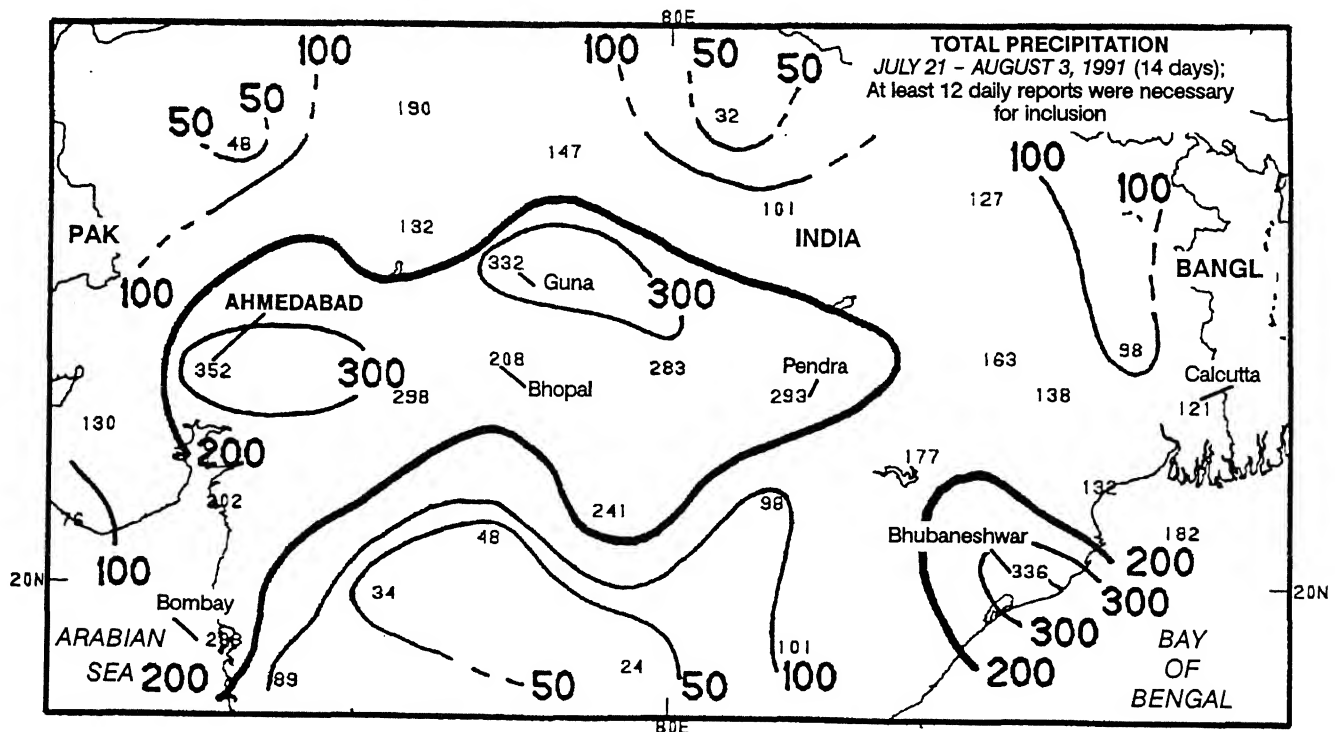 80E
TOTAL PRECIPITATION
JULY 21 – AUGUST 3, 1991 (14 days);
At least 12 daily reports were necessary
for inclusion
100 100 50 50
50 50 48 190 32
147 100 100
127
101
132
PAK INDIA BANGL
332 Guna
100 300
AHMEDABAD
352 300 298
208 Bhopal
283
Pendra 293
163 98
138
Calcutta
121
130
200
177
202
132
241 98
182
48
Bhubaneshwar
336
200
300
300
200
20N 20N
100
34
Bombay
ARABIAN
SEA
200
89
24
50 50 100
101
BAY
OF
BENGAL
80E